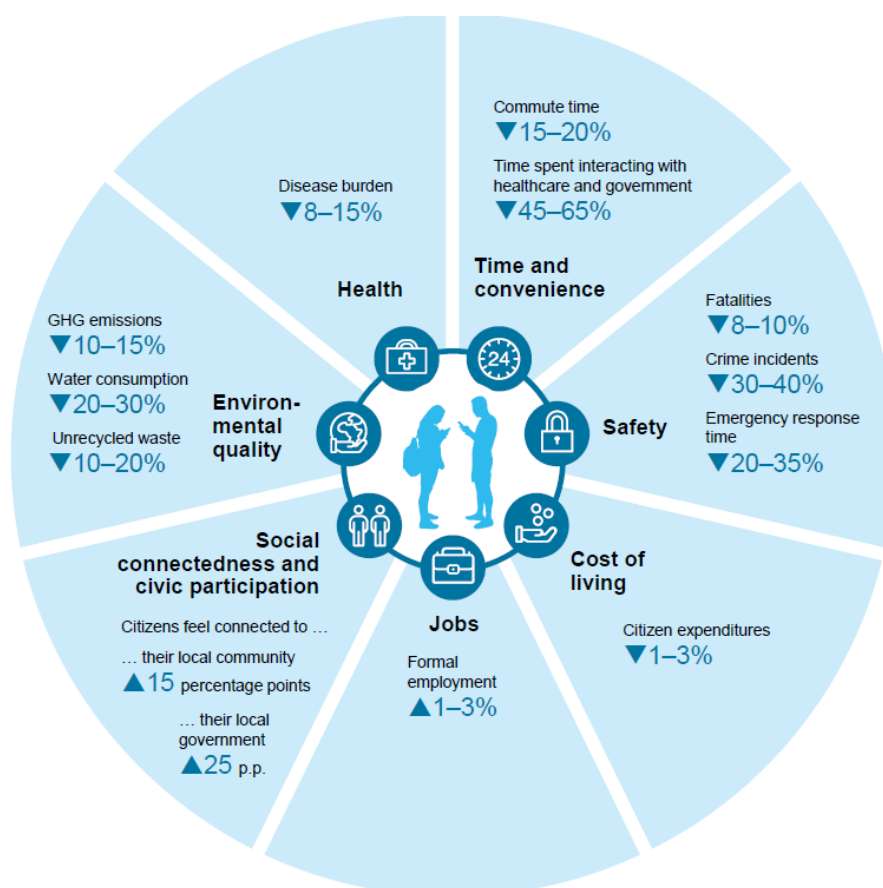 Commute time
▼15–20%
Time spent interacting with
healthcare and government
▼45–65%
Time and
convenience
24
Fatalities
▼8–10%
Crime incidents
▼30–40%
Emergency response
time
▼20–35%
Safety
Cost of
living
Citizen expenditures
▼1–3%
Jobs
Formal
employment
▲1–3%
Social
connectedness and
civic participation
Citizens feel connected to …
… their local community
▲15 percentage points
… their local
government
▲25 p.p.
Environ-
mental
quality
GHG emissions
▼10–15%
Water consumption
▼20–30%
Unrecycled waste
▼10–20%
Disease burden
▼8–15%
Health